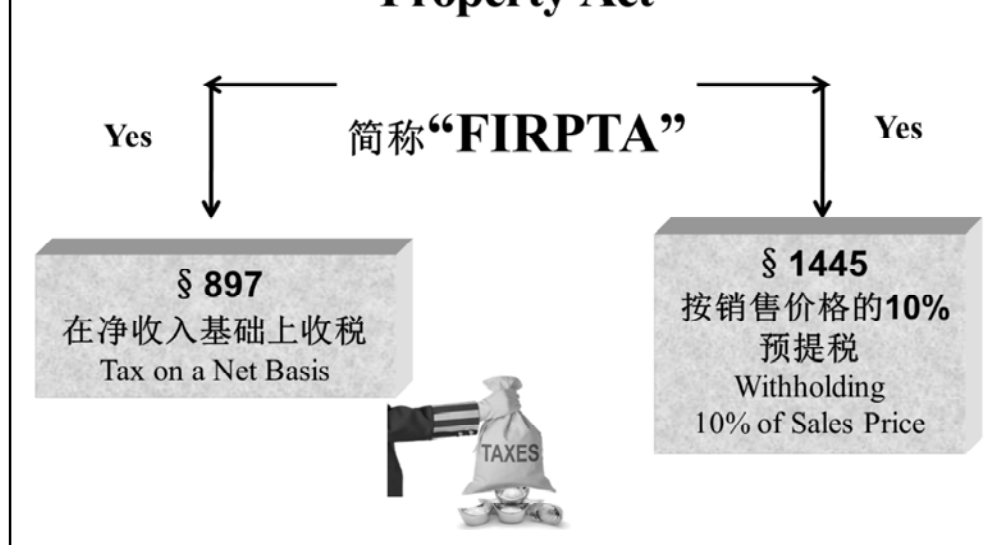 Property Act
Yes
简称“FIRPTA”
Yes
§ 897
在净收入基础上收税
Tax on a Net Basis
§ 1445
按销售价格的10%
预提税
Withholding
10% of Sales Price
TAXES